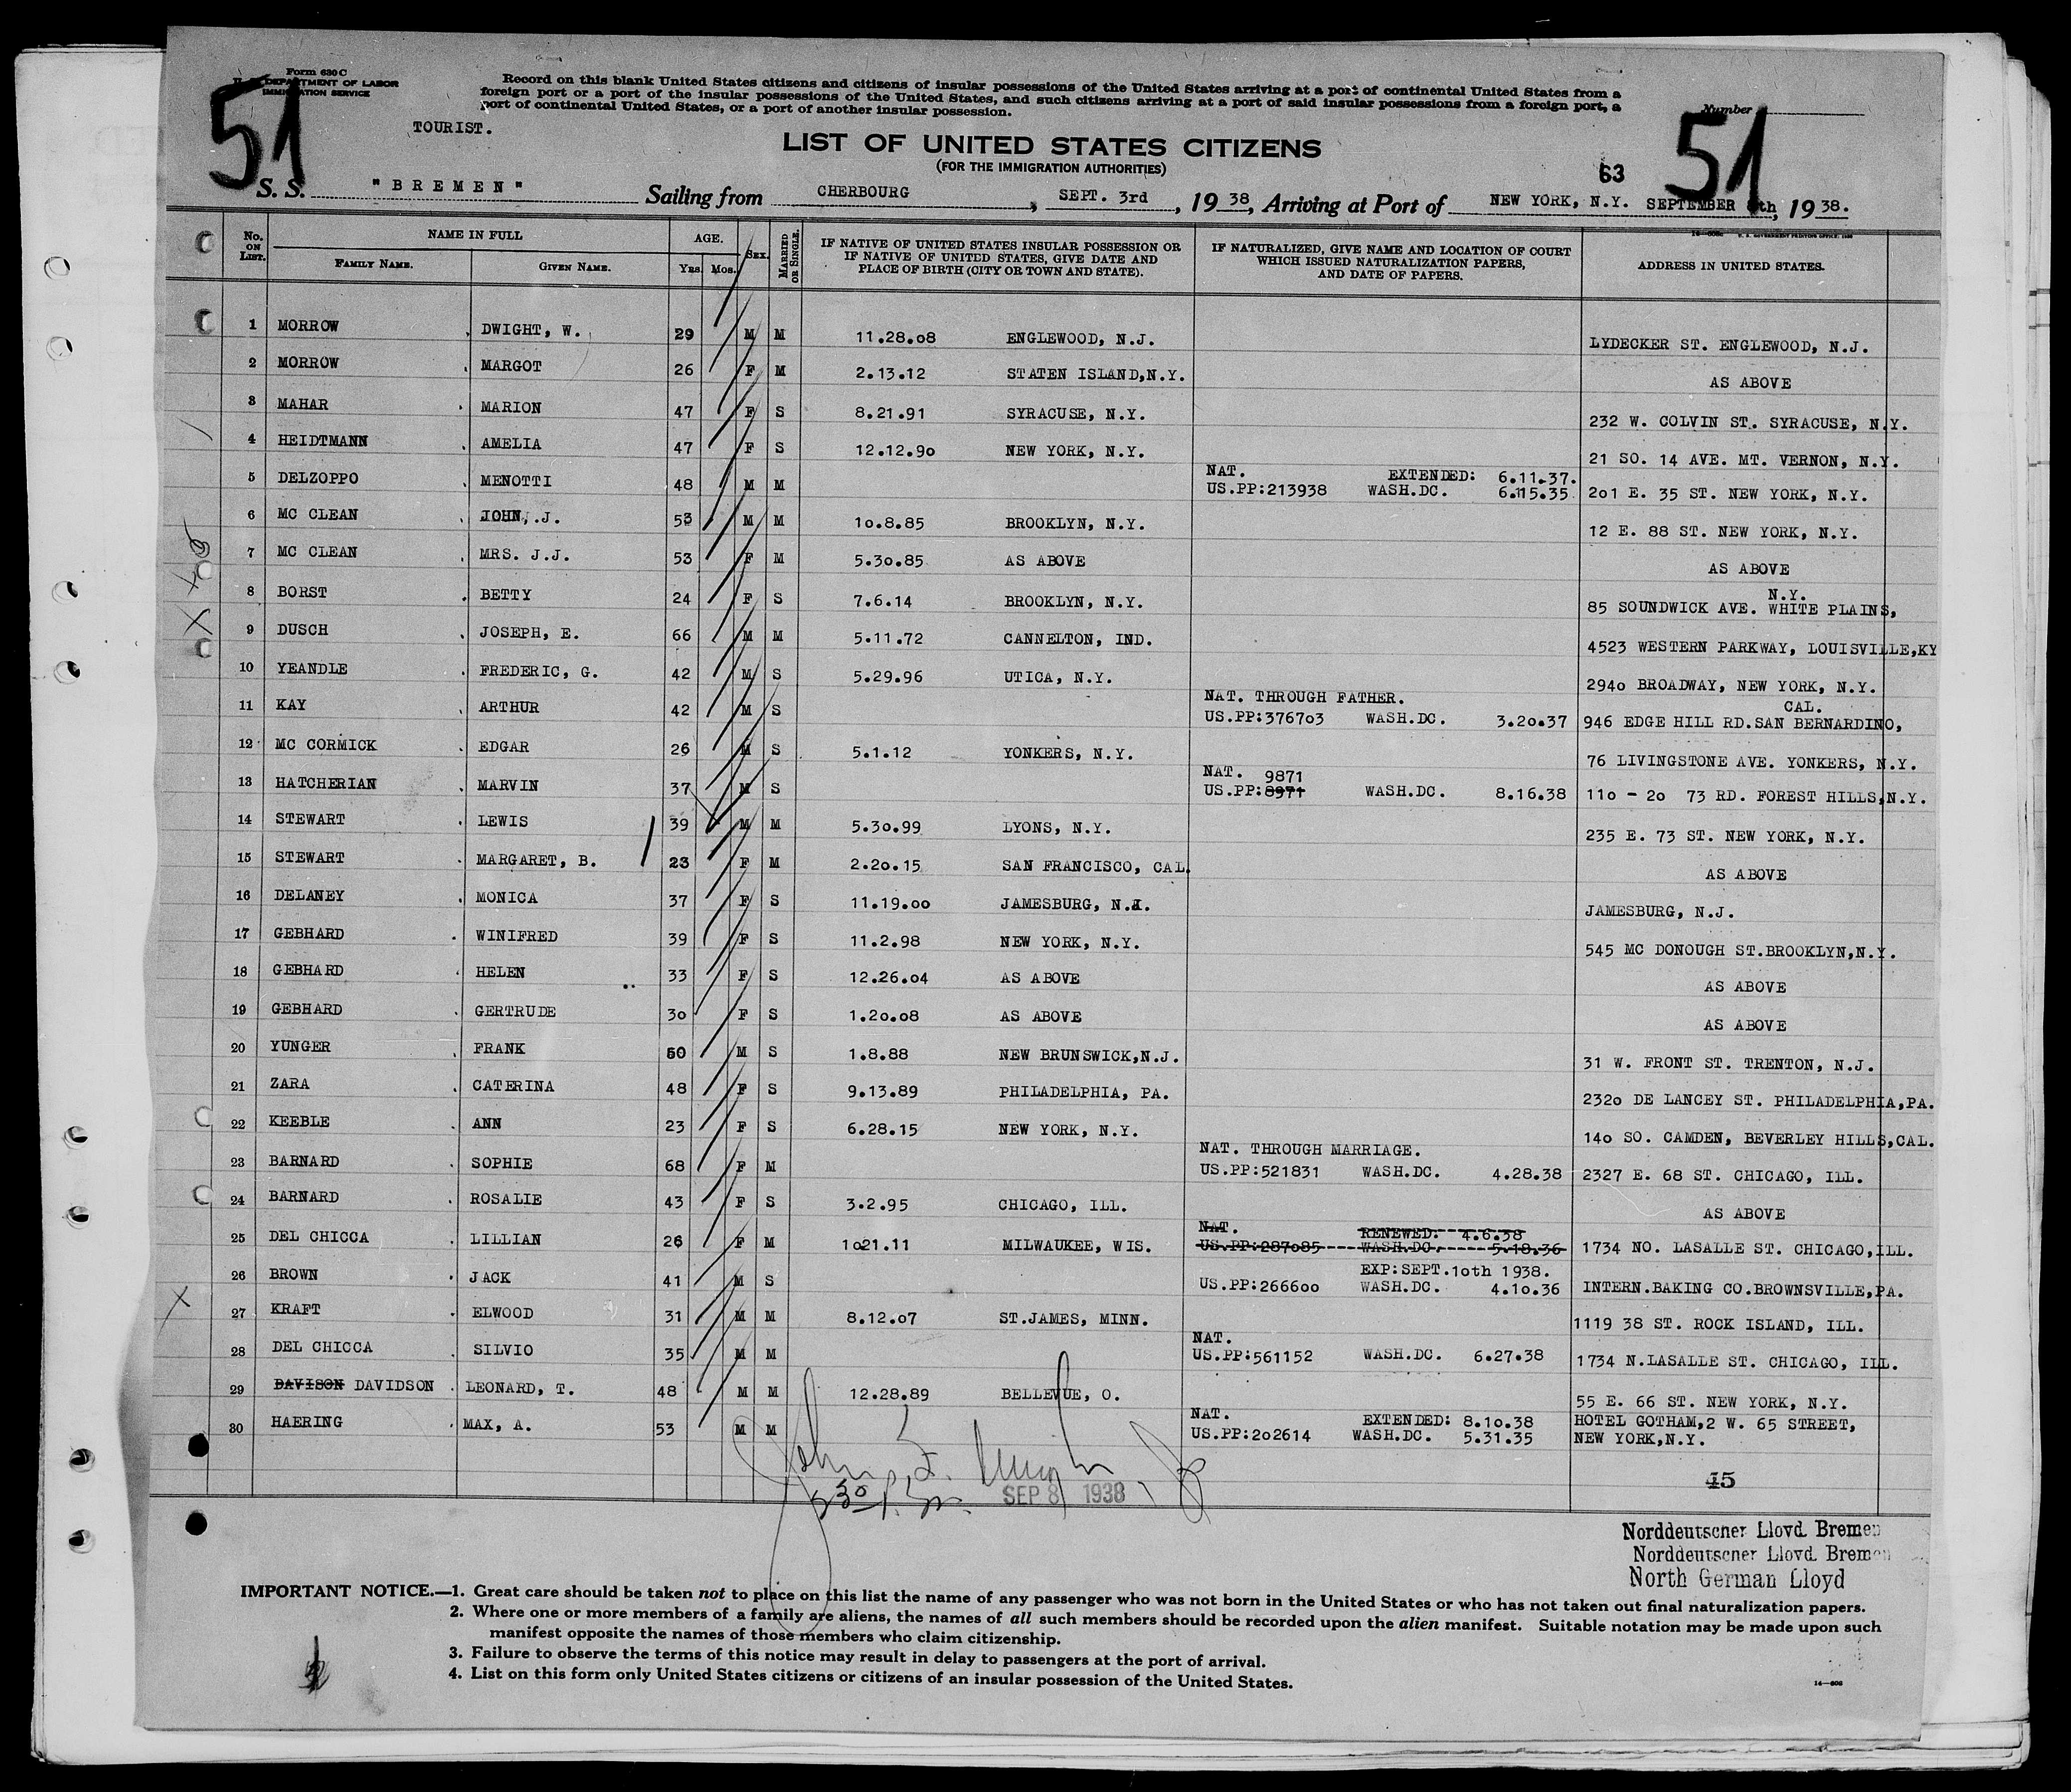 Form 630 C
U. S. DEPARTMENT OF LABOR
IMMIGRATION SERVICE
51
TOURIST.
Record on this blank United States citizens and citizens of insular possessions of the United States arriving at a port of continental United States from a
foreign port or a port of the insular possessions of the United States, and such citizens arriving at a port of said insular possessions from a foreign port, a
port of continental United States, or a port of another insular possession.
Number
51
LIST OF UNITED STATES CITIZENS
(FOR THE IMMIGRATION AUTHORITIES)
63
S. S. "BREMEN" Sailing from CHERBOURG, SEPT. 3rd, 1938, Arriving at Port of NEW YORK, N.Y. SEPTEMBER 8th, 1938.
No. ON LIST. NAME IN FULL FAMILY NAME. GIVEN NAME. AGE. Yrs. Mos. SEX. MARRIED OR SINGLE. IF NATIVE OF UNITED STATES INSULAR POSSESSION OR IF NATIVE OF UNITED STATES, GIVE DATE AND PLACE OF BIRTH (CITY OR TOWN AND STATE). IF NATURALIZED, GIVE NAME AND LOCATION OF COURT WHICH ISSUED NATURALIZATION PAPERS, AND DATE OF PAPERS. ADDRESS IN UNITED STATES.
1 MORROW DWIGHT, W. 29 M M 11.28.08 ENGLEWOOD, N.J. LYDECKER ST. ENGLEWOOD, N.J.
2 MORROW MARGOT 26 F M 2.13.12 STATEN ISLAND,N.Y. AS ABOVE
3 MAHAR MARION 47 F S 8.21.91 SYRACUSE, N.Y. 232 W. COLVIN ST. SYRACUSE, N.Y.
4 HEIDTMANN AMELIA 47 F S 12.12.90 NEW YORK, N.Y. 21 SO. 14 AVE. MT. VERNON, N.Y.
NAT. EXTENDED: 6.11.37.
5 DELZOPPO MENOTTI 48 M M US.PP:213938 WASH.DC. 6.115.35 201 E. 35 ST. NEW YORK, N.Y.
6 MC CLEAN JOHN, J. 53 M M 10.8.85 BROOKLYN, N.Y. 12 E. 88 ST. NEW YORK, N.Y.
7 MC CLEAN MRS. J.J. 53 F M 5.30.85 AS ABOVE AS ABOVE
N.Y.
8 BORST BETTY 24 F S 7.6.14 BROOKLYN, N.Y. 85 SOUNDWICK AVE. WHITE PLAINS,
9 DUSCH JOSEPH, E. 66 M M 5.11.72 CANNELTON, IND. 4523 WESTERN PARKWAY, LOUISVILLE,KY
10 YEANDLE FREDERIC, G. 42 M S 5.29.96 UTICA, N.Y. 2940 BROADWAY, NEW YORK, N.Y.
NAT. THROUGH FATHER. CAL.
11 KAY ARTHUR 42 M S US.PP:376703 WASH.DC. 3.20.37 946 EDGE HILL RD.SAN BERNARDINO,
12 MC CORMICK EDGAR 26 M S 5.1.12 YONKERS, N.Y. 76 LIVINGSTONE AVE. YONKERS, N.Y.
NAT. 9871
13 HATCHERIAN MARVIN 37 M S US.PP:8971 WASH.DC. 8.16.38 110 - 20 73 RD. FOREST HILLS,N.Y.
14 STEWART LEWIS 39 M M 5.30.99 LYONS, N.Y. 235 E. 73 ST. NEW YORK, N.Y.
15 STEWART MARGARET, B. 23 F M 2.20.15 SAN FRANCISCO, CAL. AS ABOVE
16 DELANEY MONICA 37 F S 11.19.00 JAMESBURG, N.J. JAMESBURG, N.J.
17 GEBHARD WINIFRED 39 F S 11.2.98 NEW YORK, N.Y. 545 MC DONOUGH ST.BROOKLYN,N.Y.
18 GEBHARD HELEN 33 F S 12.26.04 AS ABOVE AS ABOVE
19 GEBHARD GERTRUDE 30 F S 1.20.08 AS ABOVE AS ABOVE
20 YUNGER FRANK 50 M S 1.8.88 NEW BRUNSWICK,N.J. 31 W. FRONT ST. TRENTON, N.J.
21 ZARA CATERINA 48 F S 9.13.89 PHILADELPHIA, PA. 2320 DE LANCEY ST. PHILADELPHIA,PA.
22 KEEBLE ANN 23 F S 6.28.15 NEW YORK, N.Y. 140 SO. CAMDEN, BEVERLEY HILLS,CAL.
NAT. THROUGH MARRIAGE.
23 BARNARD SOPHIE 68 F M US.PP:521831 WASH.DC. 4.28.38 2327 E. 68 ST. CHICAGO, ILL.
24 BARNARD ROSALIE 43 F S 3.2.95 CHICAGO, ILL. AS ABOVE
NAT. RENEWED: 4.6.38
25 DEL CHICCA LILLIAN 26 F M 1021.11 MILWAUKEE, WIS. US.PP:287085 WASH.DC. 5.18.36 1734 NO. LASALLE ST. CHICAGO,ILL.
EXP:SEPT.10th 1938.
26 BROWN JACK 41 M S US.PP:266600 WASH.DC. 4.10.36 INTERN.BAKING CO.BROWNSVILLE,PA.
27 KRAFT ELWOOD 31 M M 8.12.07 ST.JAMES, MINN. 1119 38 ST. ROCK ISLAND, ILL.
NAT.
28 DEL CHICCA SILVIO 35 M M US.PP:561152 WASH.DC. 6.27.38 1734 N.LASALLE ST. CHICAGO, ILL.
29 DAVISON DAVIDSON LEONARD, T. 48 M M 12.28.89 BELLEVUE, O. 55 E. 66 ST. NEW YORK, N.Y.
NAT. EXTENDED: 8.10.38 HOTEL GOTHAM,2 W. 65 STREET,
30 HAERING MAX, A. 53 M M US.PP:202614 WASH.DC. 5.31.35 NEW YORK,N.Y.
SEP 8 1938
45
Norddeutscher Lloyd Bremen
Norddeutscher Lloyd Bremen
North German Lloyd
IMPORTANT NOTICE.—1. Great care should be taken not to place on this list the name of any passenger who was not born in the United States or who has not taken out final naturalization papers.
2. Where one or more members of a family are aliens, the names of all such members should be recorded upon the alien manifest. Suitable notation may be made upon such
manifest opposite the names of those members who claim citizenship.
3. Failure to observe the terms of this notice may result in delay to passengers at the port of arrival.
4. List on this form only United States citizens or citizens of an insular possession of the United States.